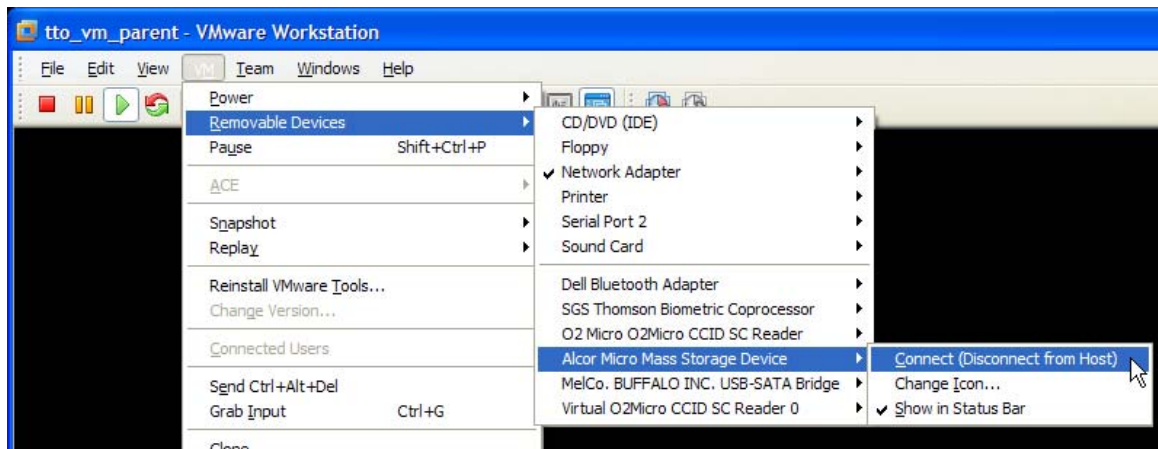 tto_vm_parent - VMware Workstation
File Edit View VM Team Windows Help
Power
Removable Devices
Pause Shift+Ctrl+P
ACE
Snapshot
Replay
Reinstall VMware Tools...
Change Version...
Connected Users
Send Ctrl+Alt+Del
Grab Input Ctrl+G
Clone
CD/DVD (IDE)
Floppy
Network Adapter
Printer
Serial Port 2
Sound Card
Dell Bluetooth Adapter
SGS Thomson Biometric Coprocessor
O2 Micro O2Micro CCID SC Reader
Alcor Micro Mass Storage Device
MelCo. BUFFALO INC. USB-SATA Bridge
Virtual O2Micro CCID SC Reader 0
Connect (Disconnect from Host)
Change Icon...
Show in Status Bar